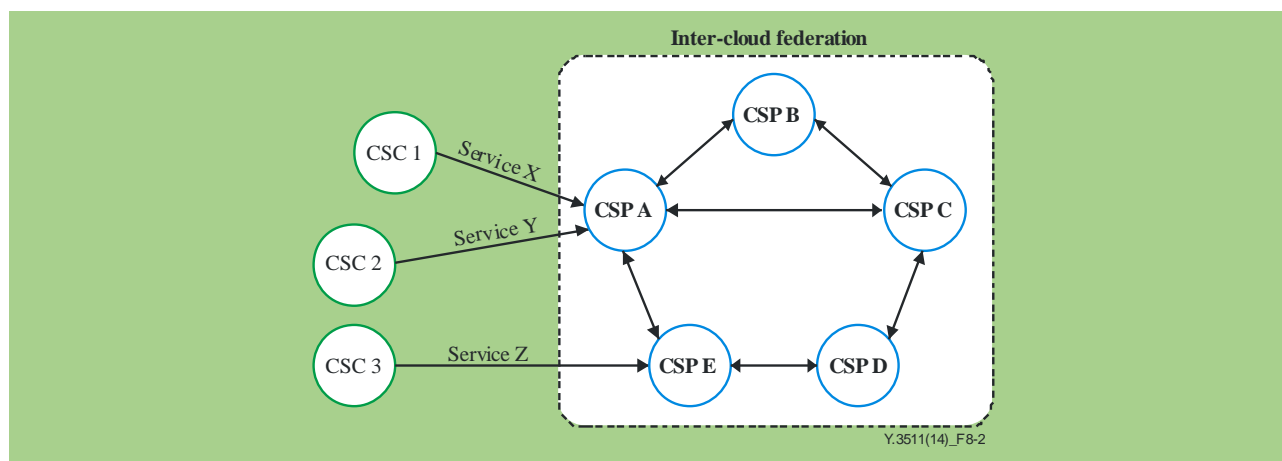 Inter-cloud federation
CSP B
CSC 1
Service X
CSP A
CSP C
Service Y
CSC 2
CSC 3
Service Z
CSP E
CSP D
Y.3511(14)_F8-2